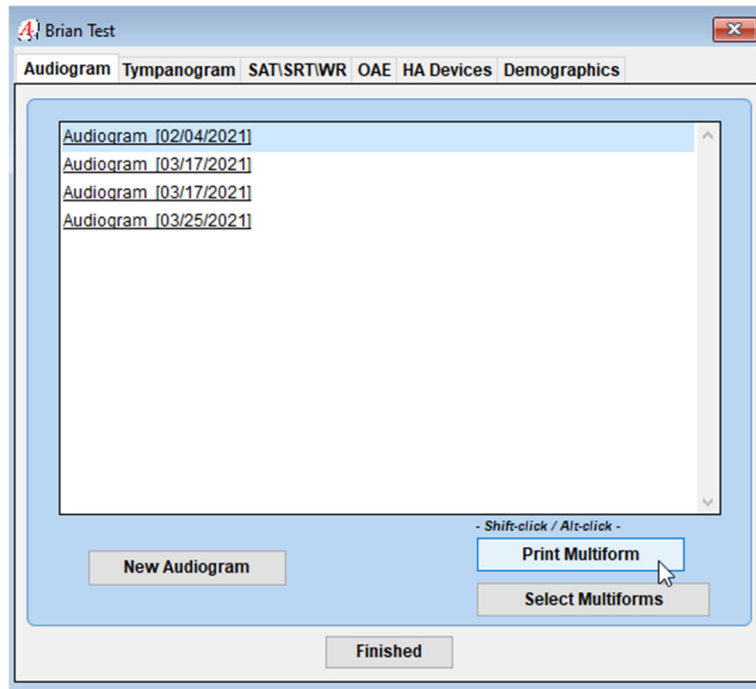 A Brian Test
Audiogram Tympanogram SAT\SRT\WR OAE HA Devices Demographics
Audiogram [02/04/2021]
Audiogram [03/17/2021]
Audiogram [03/17/2021]
Audiogram [03/25/2021]
- Shift-click / Alt-click -
New Audiogram
Print Multiform
Select Multiforms
Finished